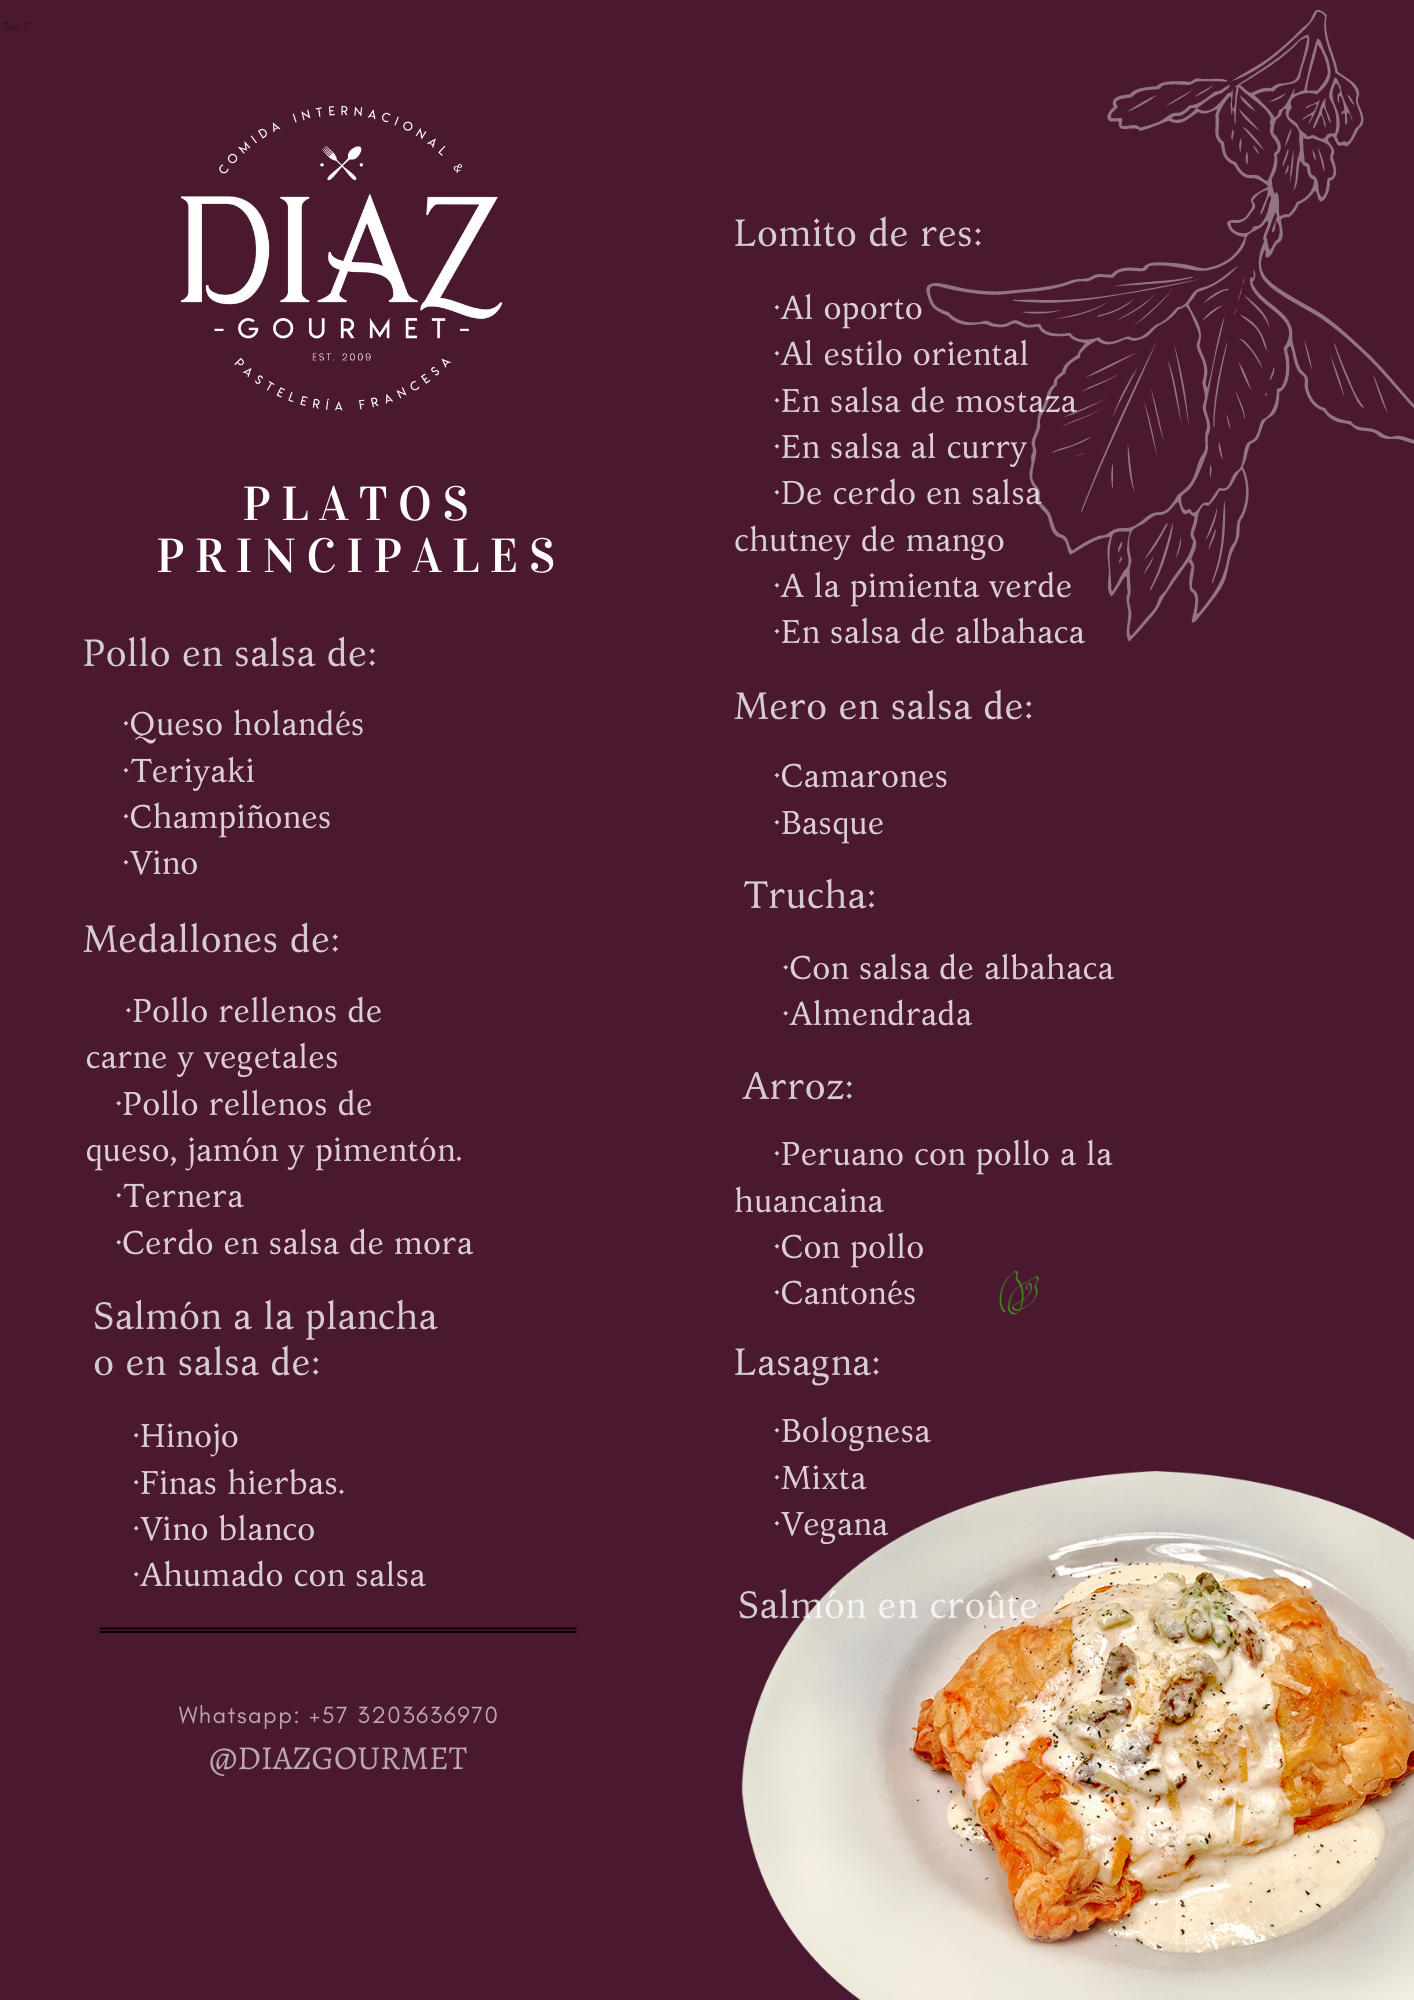 COMIDA INTERNACIONAL &
DIAZ
-GOURMET-
EST. 2009
PASTELERÍA FRANCESA
PLATOS
PRINCIPALES
Pollo en salsa de:
·Queso holandés
·Teriyaki
·Champiñones
·Vino
Medallones de:
·Pollo rellenos de
carne y vegetales
·Pollo rellenos de
queso, jamón y pimentón.
·Ternera
·Cerdo en salsa de mora
Salmón a la plancha
o en salsa de:
·Hinojo
·Finas hierbas.
·Vino blanco
·Ahumado con salsa
Whatsapp: +57 3203636970
@DIAZGOURMET
Lomito de res:
·Al oporto
·Al estilo oriental
·En salsa de mostaza
·En salsa al curry
·De cerdo en salsa
chutney de mango
·A la pimienta verde
·En salsa de albahaca
Mero en salsa de:
·Camarones
·Basque
Trucha:
·Con salsa de albahaca
·Almendrada
Arroz:
·Peruano con pollo a la
huancaina
·Con pollo
·Cantonés
Lasagna:
·Bolognesa
·Mixta
·Vegana
Salmón en croûte